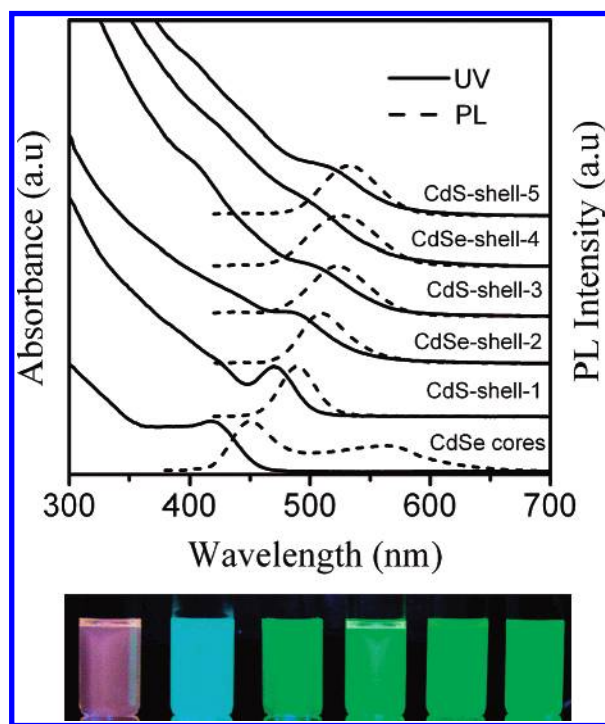 Absorbance (a.u)
UV
PL
CdS-shell-5
CdSe-shell-4
CdS-shell-3
CdSe-shell-2
CdS-shell-1
CdSe cores
PL Intensity (a.u)
300 400 500 600 700
Wavelength (nm)